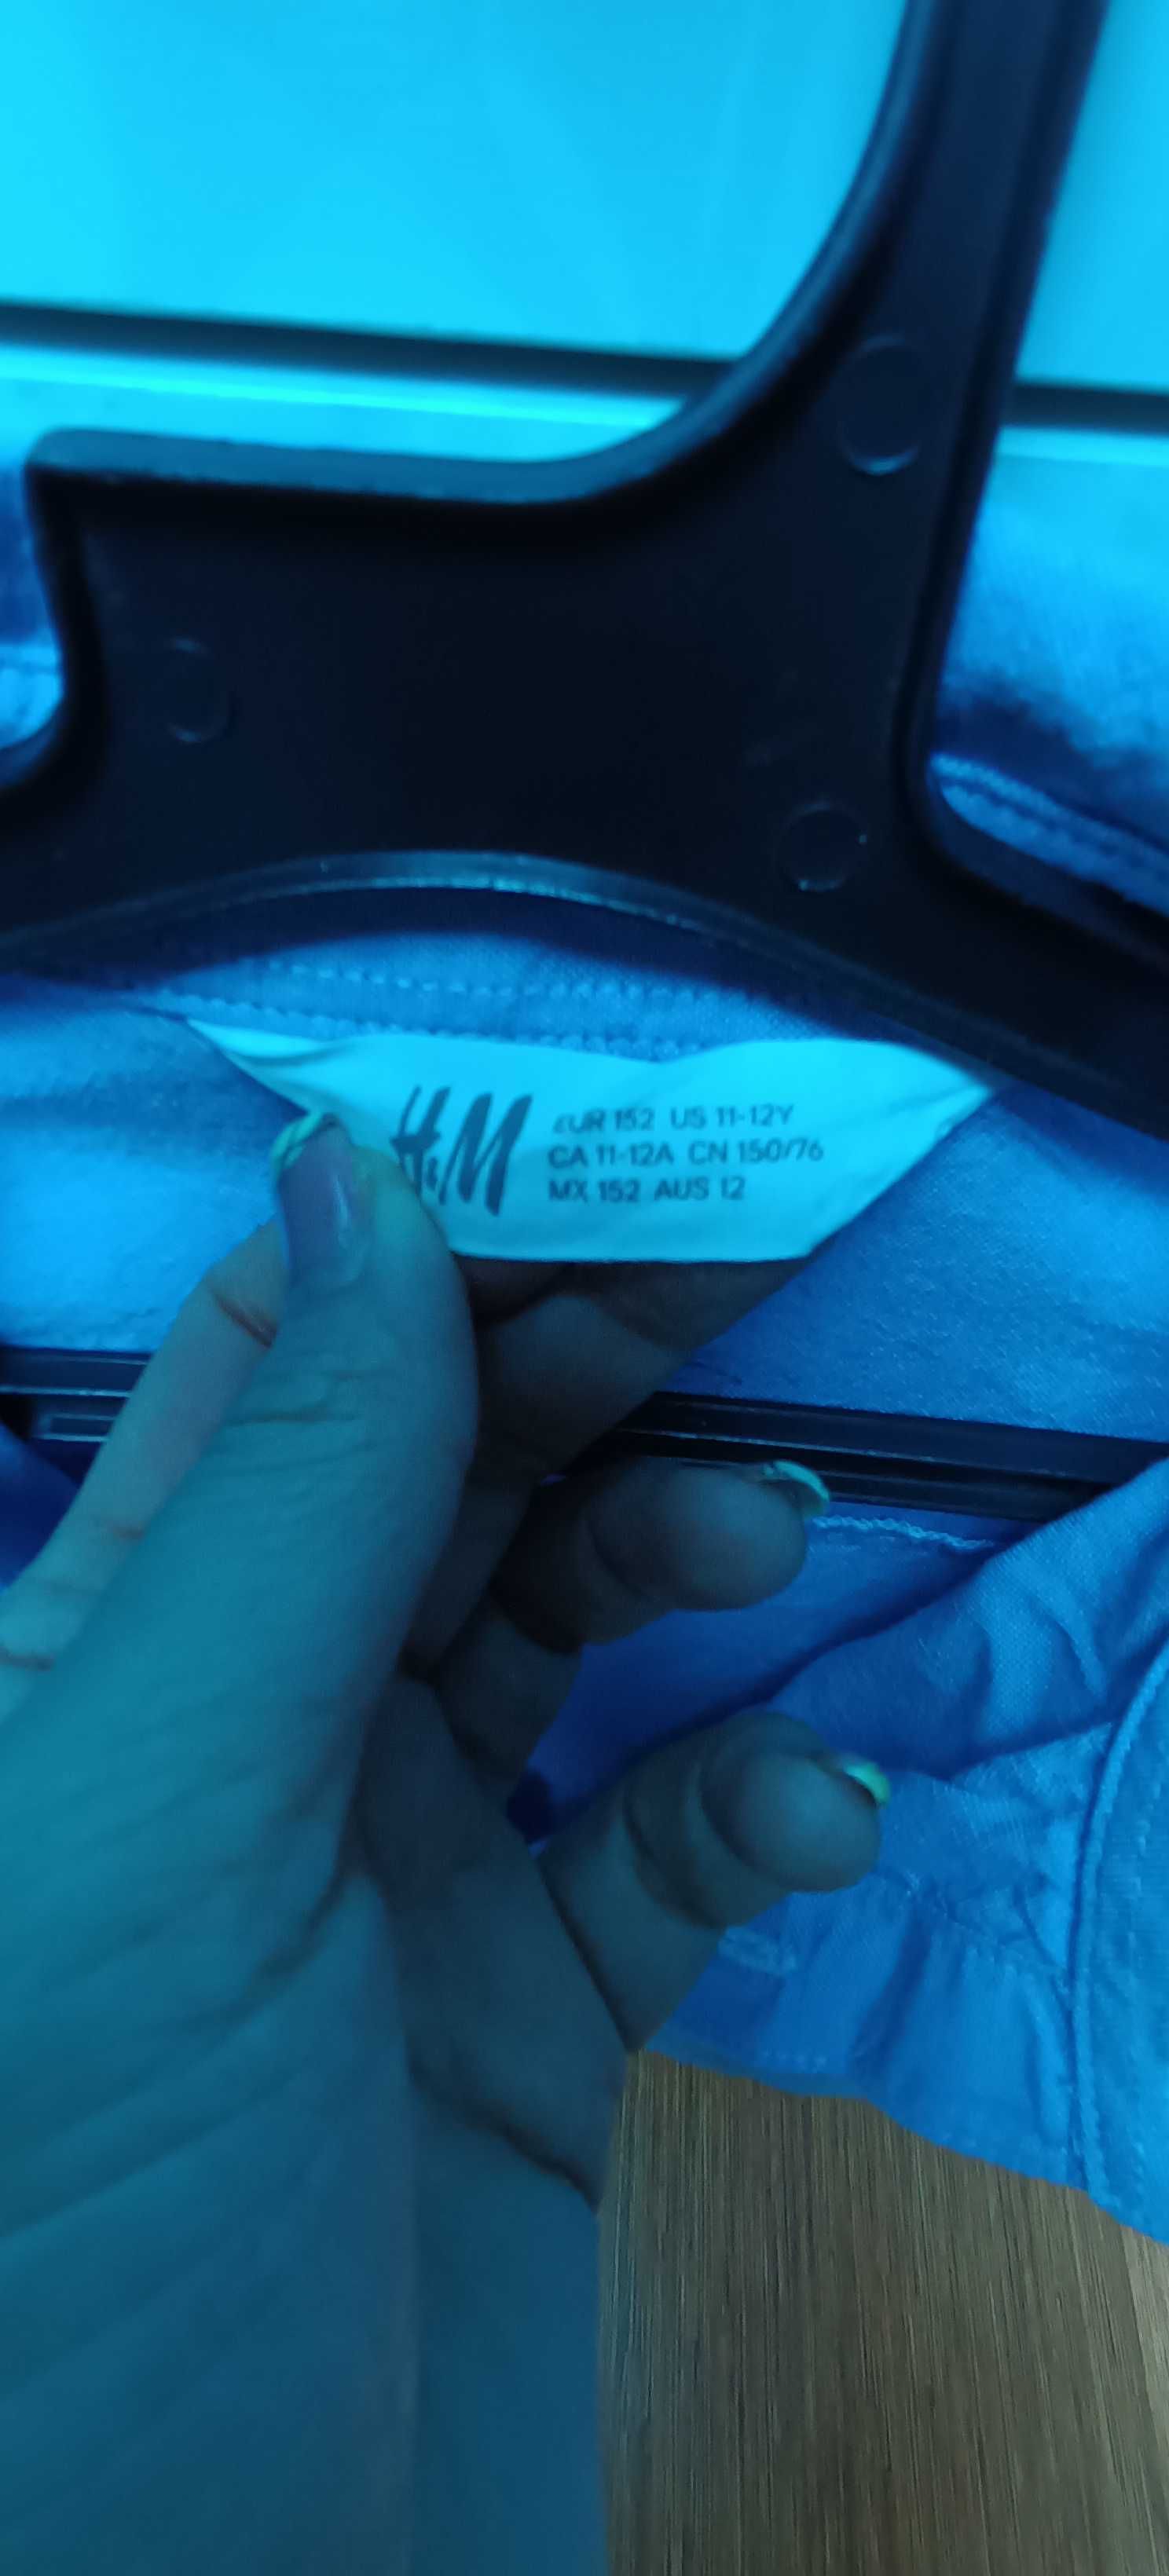 H&M
EUR 152 US 11-12Y
CA 11-12A CN 150/76
MX 152 AUS 12